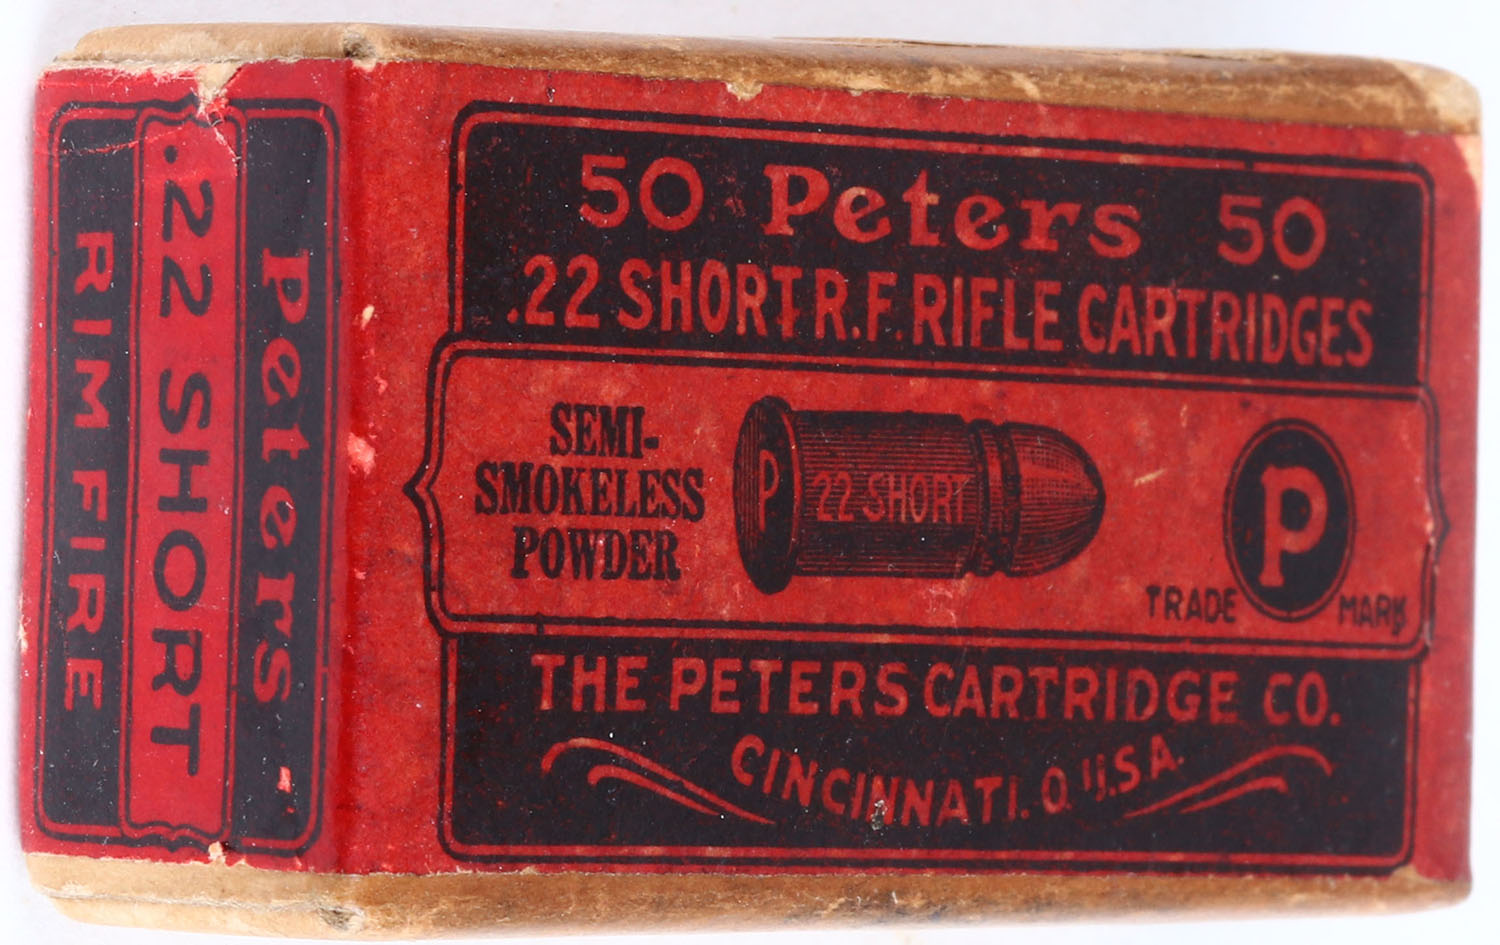 Peters
.22 SHORT
RIM FIRE
50 Peters 50
.22 SHORT R.F. RIFLE CARTRIDGES
SEMI-
SMOKELESS
POWDER
P
22 SHORT
P
TRADE MARK
THE PETERS CARTRIDGE CO.
CINCINNATI. O. U.S.A.